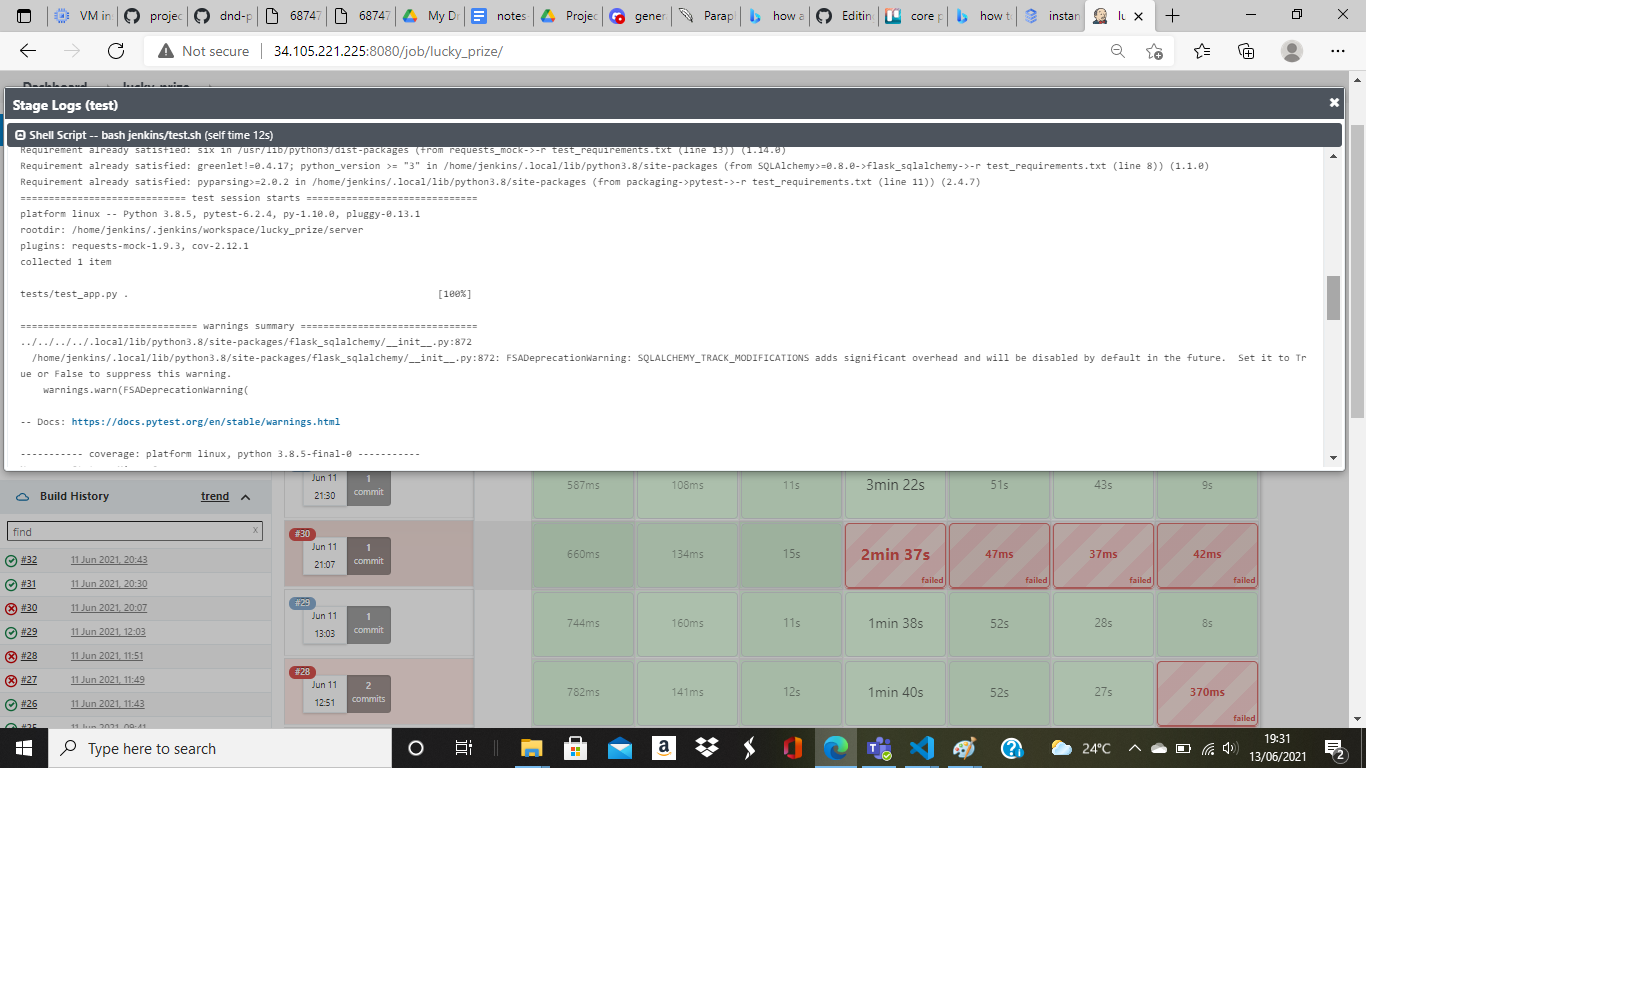 VM in
projec
dnd-p
68747
68747
My Dr
notes
Projec
gener
Parap
how a
Editin
core p
how t
instan
Not secure
34.105.221.225:8080/job/lucky_prize/
Stage Logs (test)
Shell Script -- bash jenkins/test.sh (self time 12s)
Requirement already satisfied: six in /usr/lib/python3/dist-packages (from requests_mock->-r test_requirements.txt (line 13)) (1.14.0)
Requirement already satisfied: greenlet!=0.4.17; python_version >= "3" in /home/jenkins/.local/lib/python3.8/site-packages (from SQLAlchemy>=0.8.0->flask_sqlalchemy->-r test_requirements.txt (line 8)) (1.1.0)
Requirement already satisfied: pyparsing>=2.0.2 in /home/jenkins/.local/lib/python3.8/site-packages (from packaging->pytest->-r test_requirements.txt (line 11)) (2.4.7)
============================= test session starts ==============================
platform linux -- Python 3.8.5, pytest-6.2.4, py-1.10.0, pluggy-0.13.1
rootdir: /home/jenkins/.jenkins/workspace/lucky_prize/server
plugins: requests-mock-1.9.3, cov-2.12.1
collected 1 item
tests/test_app.py . [100%]
=============================== warnings summary ===============================
../../../../.local/lib/python3.8/site-packages/flask_sqlalchemy/__init__.py:872
/home/jenkins/.local/lib/python3.8/site-packages/flask_sqlalchemy/__init__.py:872: FSADeprecationWarning: SQLALCHEMY_TRACK_MODIFICATIONS adds significant overhead and will be disabled by default in the future.  Set it to Tr
ue or False to suppress this warning.
warnings.warn(FSADeprecationWarning(
-- Docs: https://docs.pytest.org/en/stable/warnings.html
----------- coverage: platform linux, python 3.8.5-final-0 -----------
Build History trend
find x
#32 11 Jun 2021, 20:43
#31 11 Jun 2021, 20:30
#30 11 Jun 2021, 20:07
#29 11 Jun 2021, 12:03
#28 11 Jun 2021, 11:51
#27 11 Jun 2021, 11:49
#26 11 Jun 2021, 11:43
#25 11 Jun 2021, 09:41
Jun 11
21:30
1
commit
587ms 108ms 11s 3min 22s 51s 43s 9s
#30
Jun 11
21:07
1
commit
660ms 134ms 15s 2min 37s 47ms 37ms 42ms
failed failed failed failed
#29
Jun 11
13:03
1
commit
744ms 160ms 11s 1min 38s 52s 28s 8s
#28
Jun 11
12:51
2
commits
782ms 141ms 12s 1min 40s 52s 27s 370ms
failed
Type here to search
24°C
19:31
13/06/2021
2